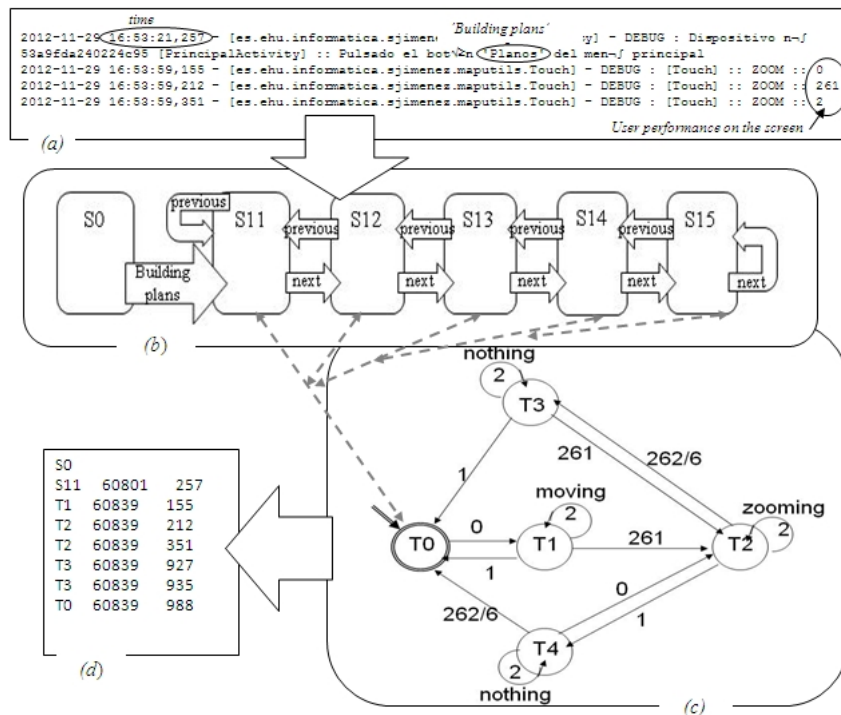 time
'Building plans'
2012-11-29 16:53:21,257 - [es.ehu.informatica.sjimenez. y] - DEBUG : Dispositivo n¬∫
53a9fda240224c95 [PrincipalActivity] :: Pulsado el bot√≥n 'Planos' del men¬∫ principal
2012-11-29 16:53:59,155 - [es.ehu.informatica.sjimenez.maputils.Touch] - DEBUG : [Touch] :: ZOOM :: 0
2012-11-29 16:53:59,212 - [es.ehu.informatica.sjimenez.maputils.Touch] - DEBUG : [Touch] :: ZOOM :: 261
2012-11-29 16:53:59,351 - [es.ehu.informatica.sjimenez.maputils.Touch] - DEBUG : [Touch] :: ZOOM :: 2
User performance on the screen
(a)
S0
previous
S11
S12
S13
S14
S15
previous
previous
previous
previous
Building
plans
next
next
next
next
next
(b)
nothing
2
T3
1
261
262/6
moving
2
zooming
2
T0
0
T1
1
261
T2
262/6
0
1
T4
2
nothing
(c)
S0
S11 60801 257
T1 60839 155
T2 60839 212
T2 60839 351
T3 60839 927
T3 60839 935
T0 60839 988
(d)